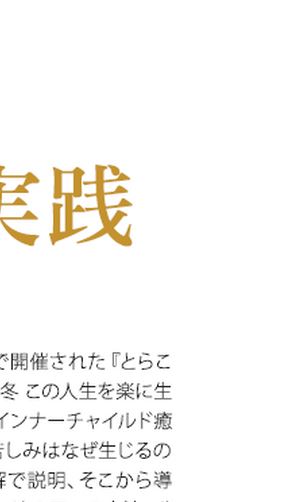 実践
で開催された『とらこ
冬 この人生を楽に生
インナーチャイルド癒
しみはなぜ生じるの
で説明、そこから導